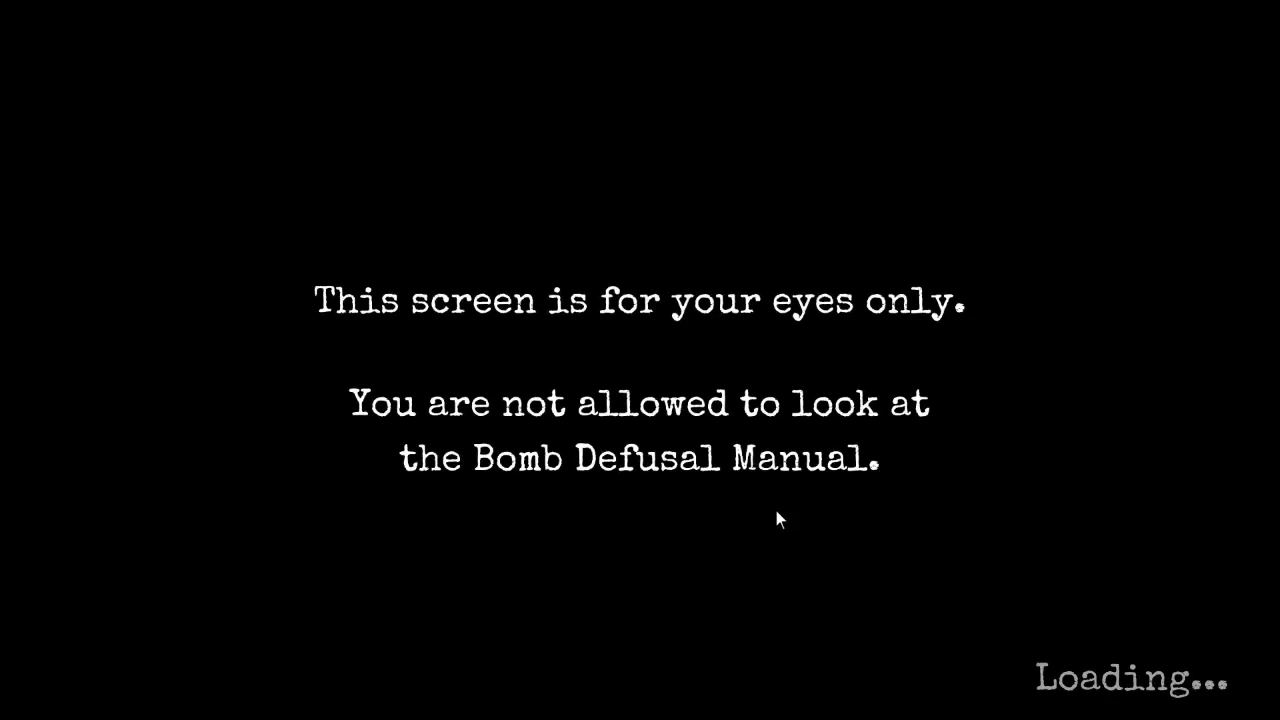 This screen is for your eyes only.
You are not allowed to look at
the Bomb Defusal Manual.
Loading...